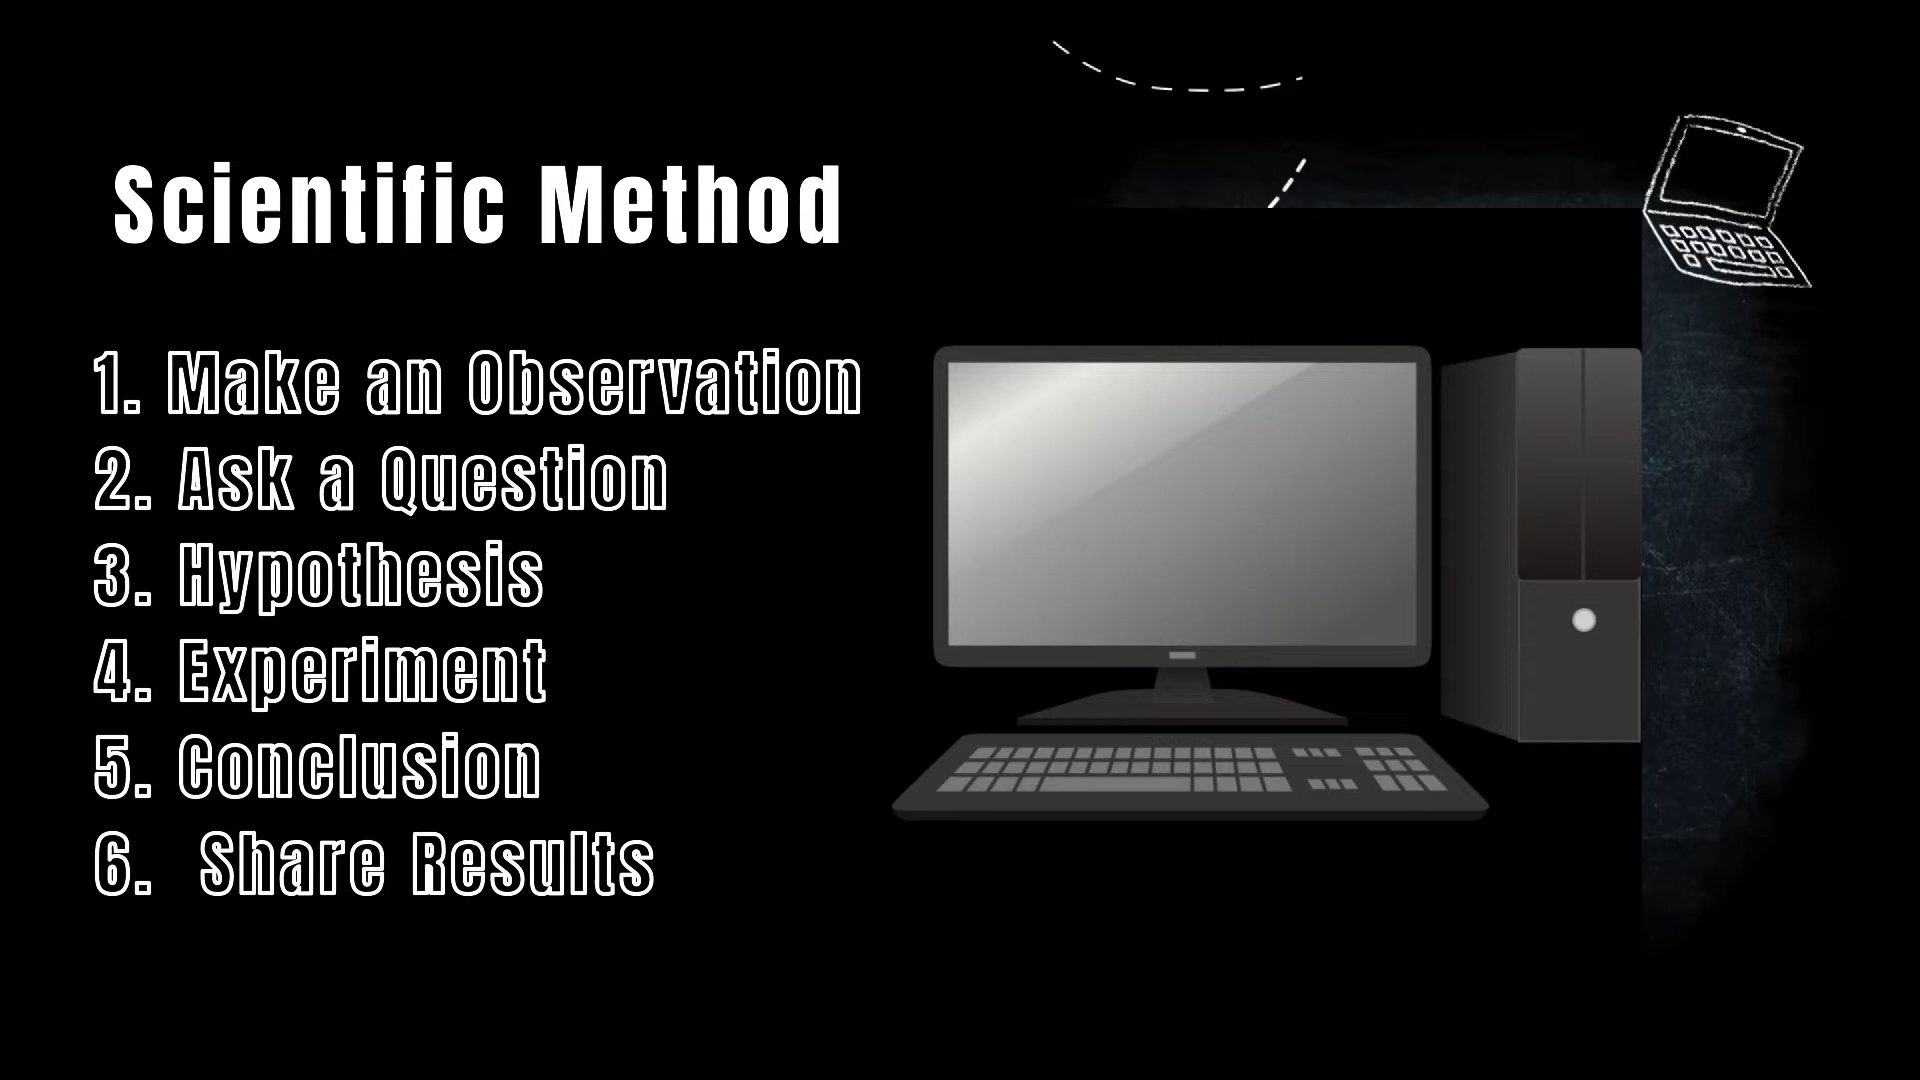 Scientific Method
1. Make an Observation
2. Ask a Question
3. Hypothesis
4. Experiment
5. Conclusion
6. Share Results